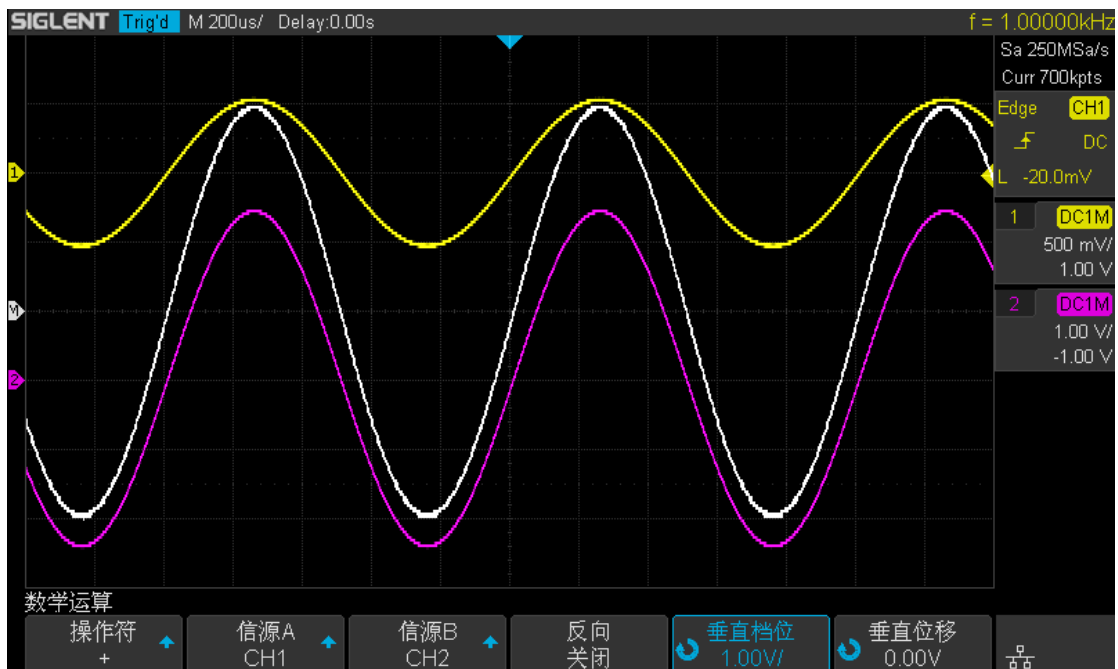 SIGLENT Trig'd M 200us/ Delay:0.00s f = 1.00000kHz
Sa 250MSa/s
Curr 700kpts
Edge CH1
DC
L -20.0mV
1 DC1M
500 mV/
1.00 V
2 DC1M
1.00 V/
-1.00 V
1
M
2
数学运算
操作符 信源A 信源B 反向 垂直档位 垂直位移
+ CH1 CH2 关闭 1.00V/ 0.00V